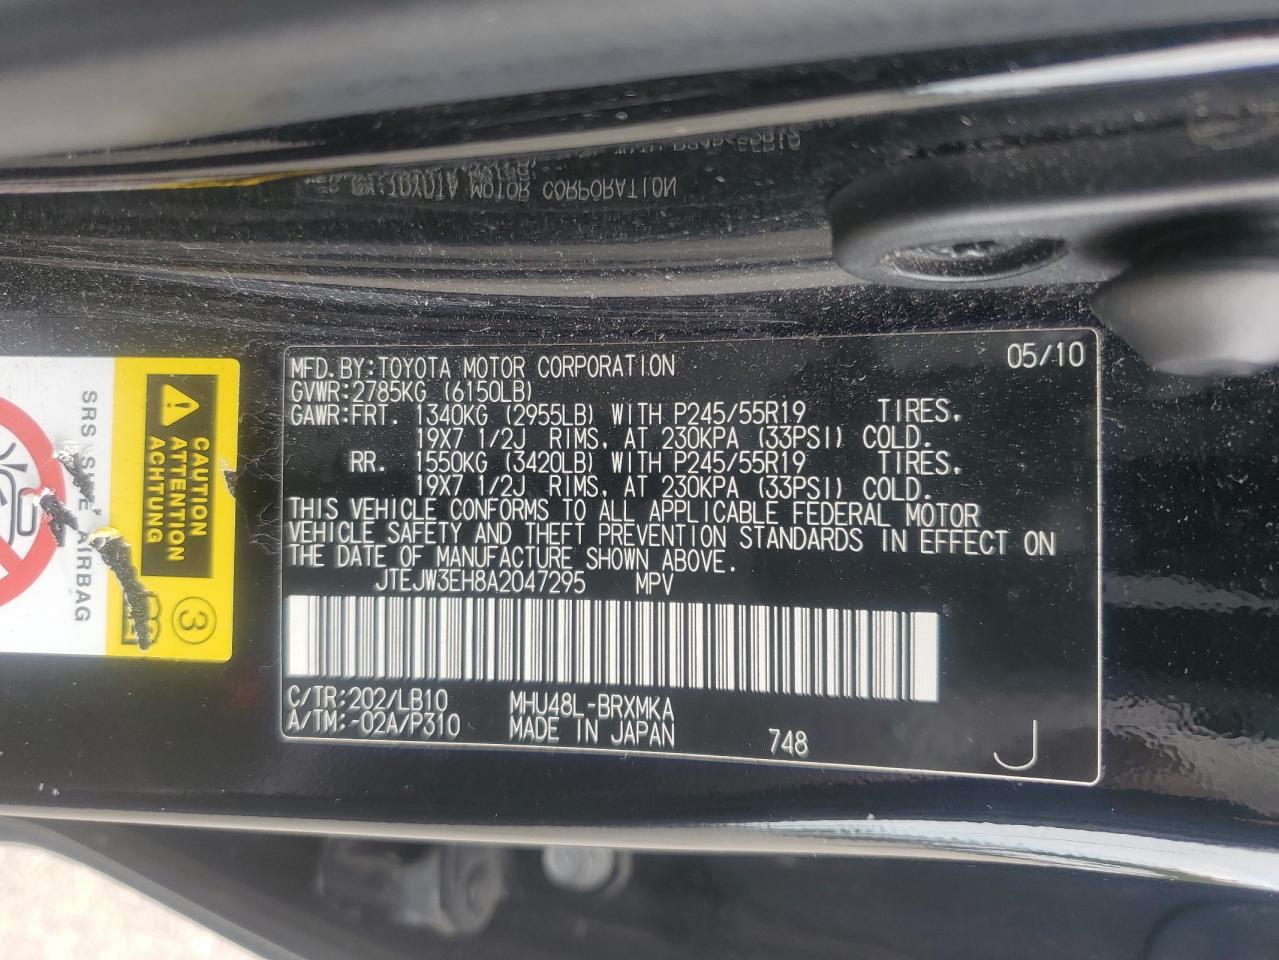 MFD.BY:TOYOTA MOTOR CORPORATION 05/10
GVWR:2785KG (6150LB)
GAWR:FRT. 1340KG (2955LB) WITH P245/55R19 TIRES,
19X7 1/2J RIMS, AT 230KPA (33PSI) COLD.
RR. 1550KG (3420LB) WITH P245/55R19 TIRES,
19X7 1/2J RIMS, AT 230KPA (33PSI) COLD.
THIS VEHICLE CONFORMS TO ALL APPLICABLE FEDERAL MOTOR
VEHICLE SAFETY AND THEFT PREVENTION STANDARDS IN EFFECT ON
THE DATE OF MANUFACTURE SHOWN ABOVE.
JTEJW3EH8A2047295 MPV
C/TR:202/LB10 MHU48L-BRXMKA
A/TM:-02A/P310 MADE IN JAPAN 748
J
CAUTION
ATTENTION
ACHTUNG
SRS SIDE AIRBAG
3